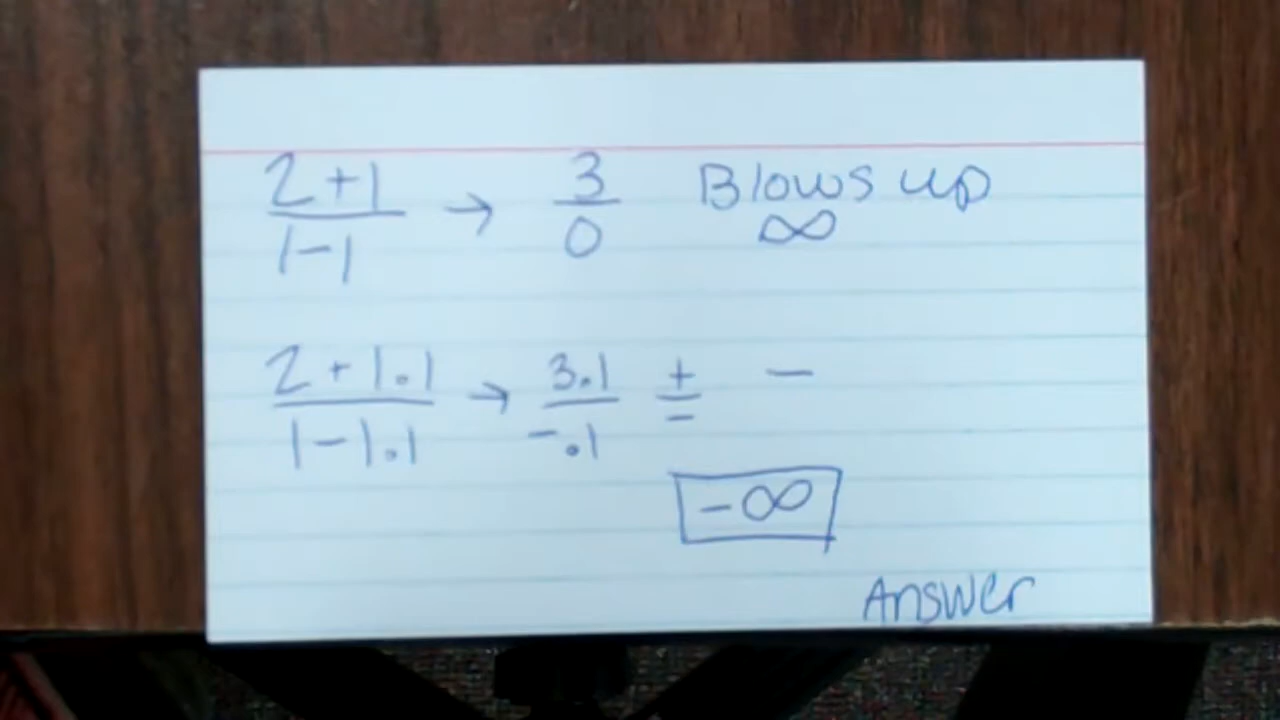 2+1 / 1-1 → 3 / 0 Blows up
∞
2+1.1 / 1-1.1 → 3.1 / -.1 + / = -
-∞
Answer